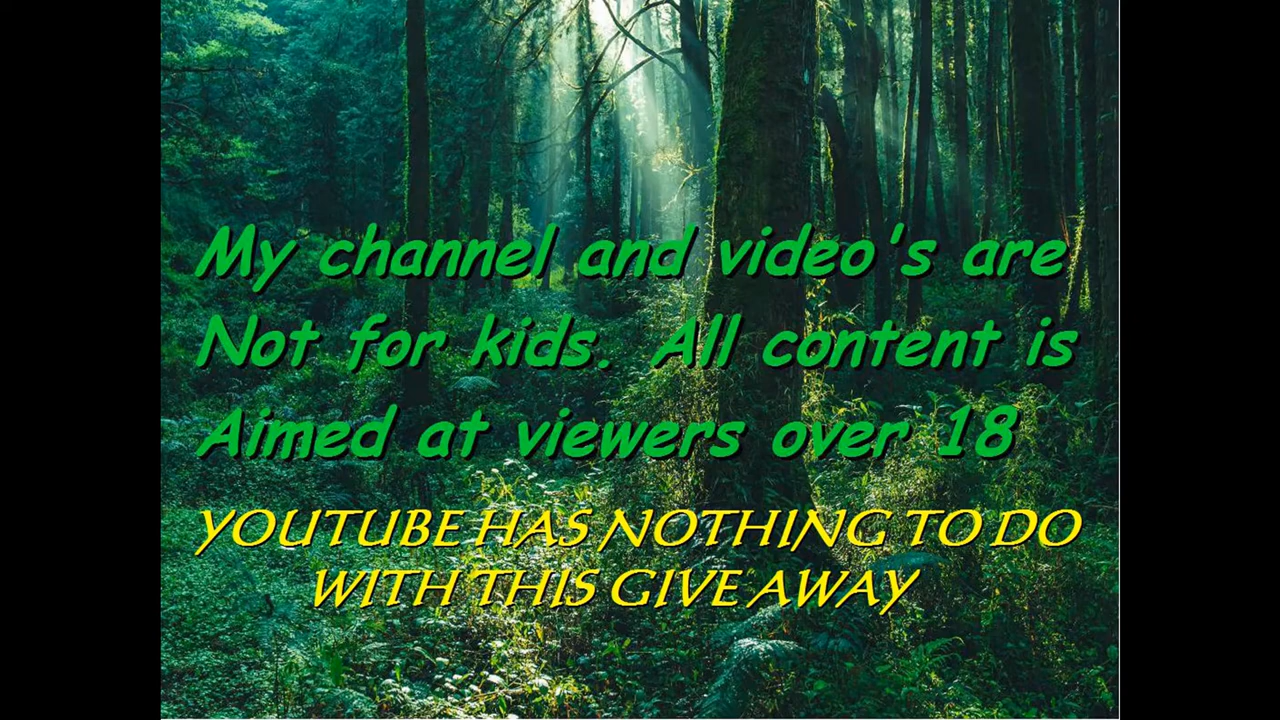 My channel and video's are
Not for kids. All content is
Aimed at viewers over 18
YOUTUBE HAS NOTHING TO DO
WITH THIS GIVE AWAY